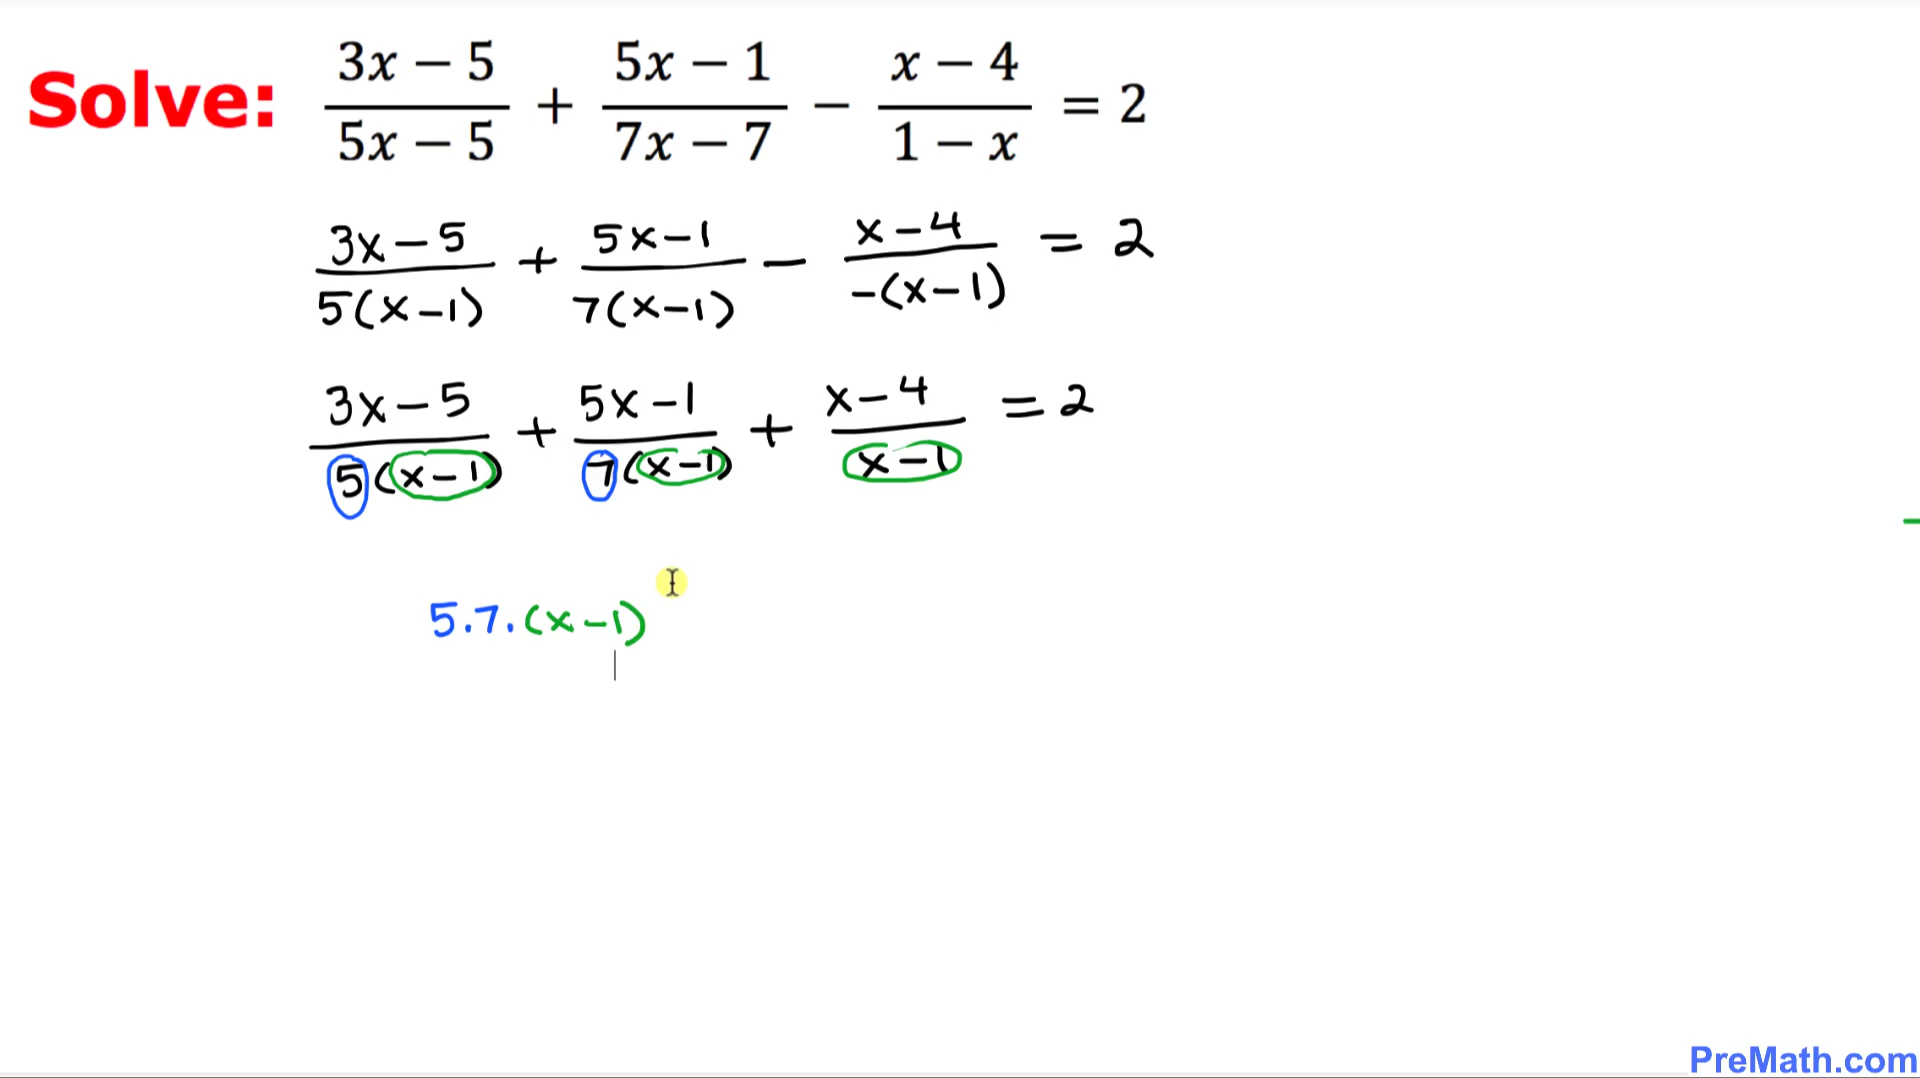 Solve: (3x − 5)/(5x − 5) + (5x − 1)/(7x − 7) − (x − 4)/(1 − x) = 2
(3x − 5)/(5(x − 1)) + (5x − 1)/(7(x − 1)) − (x − 4)/(−(x − 1)) = 2
(3x − 5)/(5(x − 1)) + (5x − 1)/(7(x − 1)) + (x − 4)/(x − 1) = 2
5.7.(x − 1)
PreMath.com